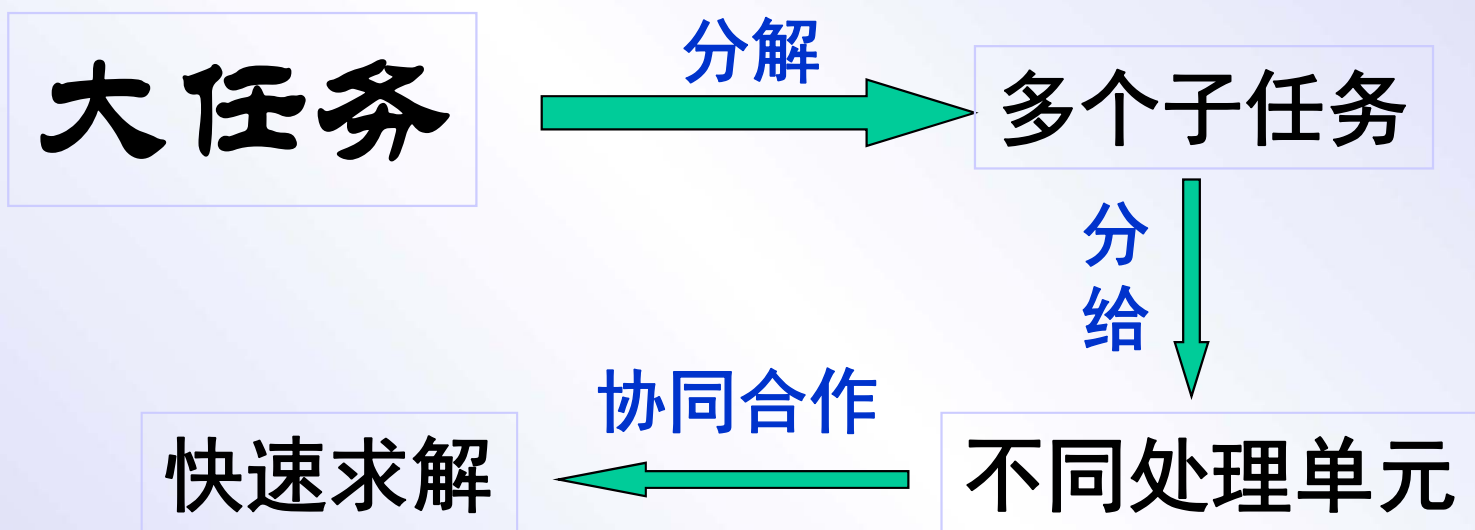 大任务
分解
多个子任务
分
给
不同处理单元
协同合作
快速求解